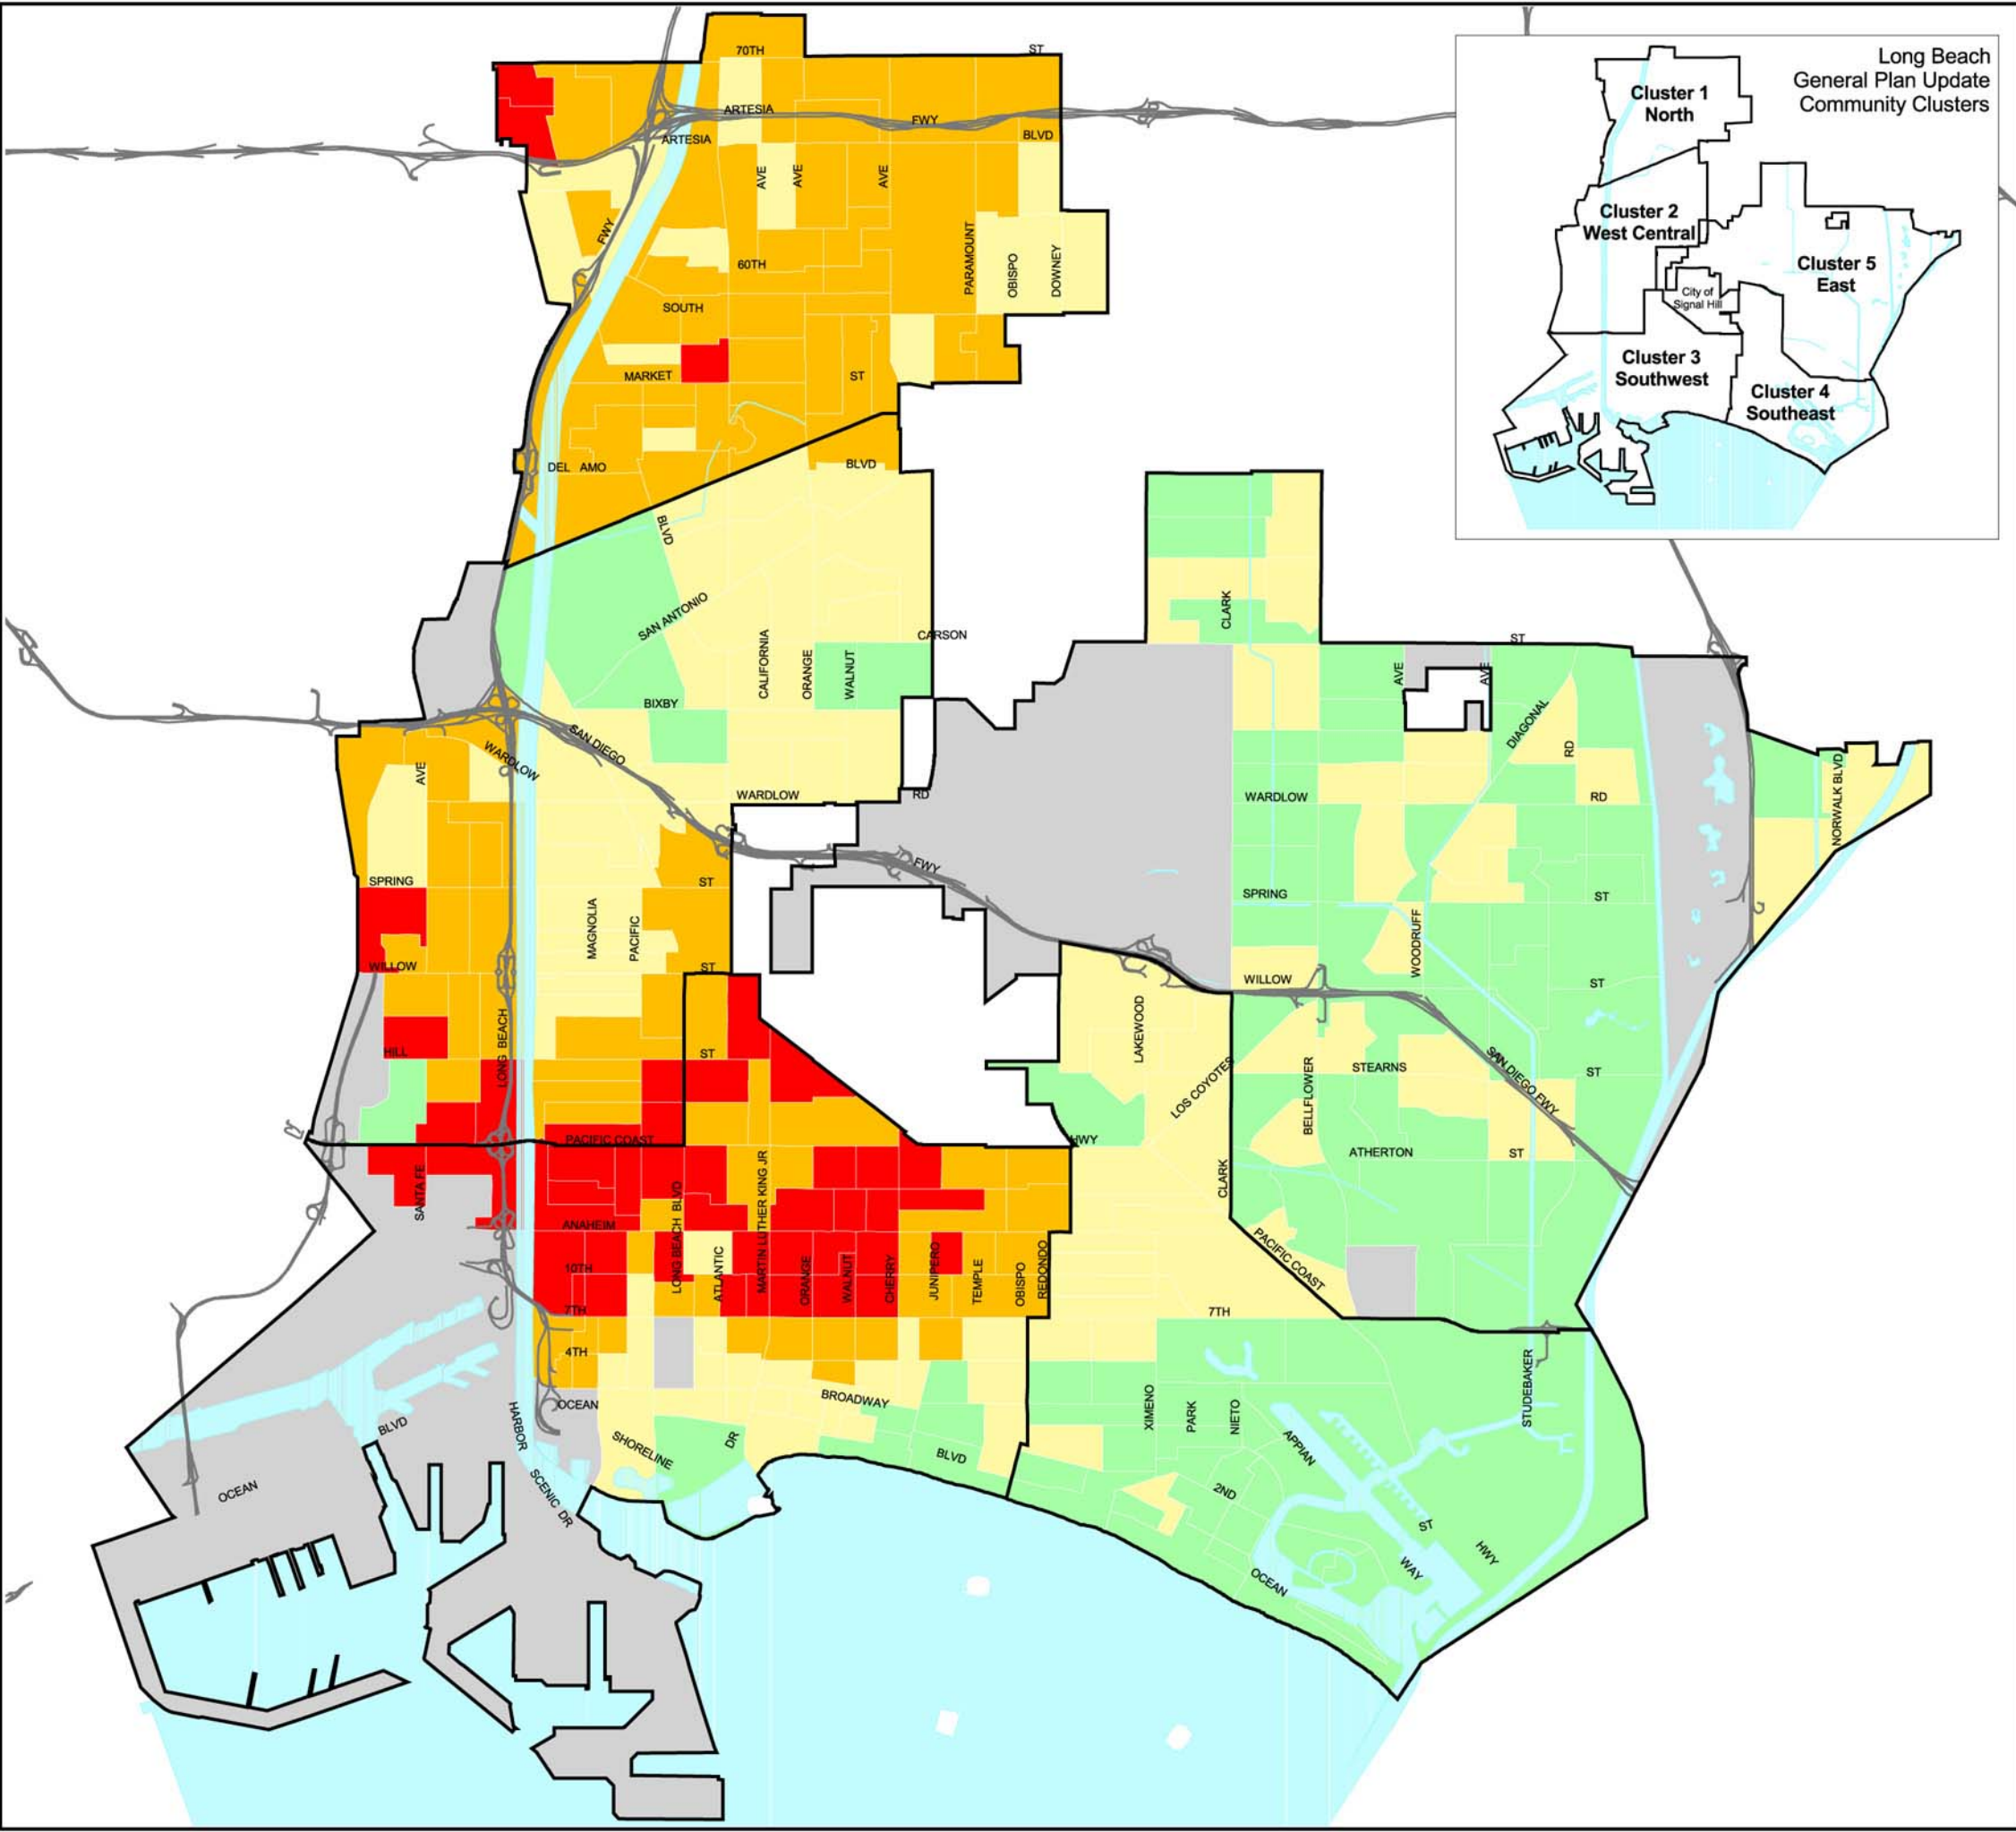 Long Beach
General Plan Update
Community Clusters
Cluster 1
North
Cluster 2
West Central
Cluster 5
East
City of
Signal Hill
Cluster 3
Southwest
Cluster 4
Southeast
70TH
ST
ARTESIA
FWY
ARTESIA
BLVD
AVE
AVE
AVE
FWY
PARAMOUNT
OBISPO
DOWNEY
60TH
SOUTH
MARKET
ST
DEL AMO
BLVD
BLVD
SAN ANTONIO
CALIFORNIA
ORANGE
WALNUT
CARSON
CLARK
ST
AVE
AVE
BIXBY
DIAGONAL
RD
SAN DIEGO
WARDLOW
AVE
WARDLOW
RD
WARDLOW
RD
NORWALK BLVD
FWY
SPRING
ST
SPRING
ST
MAGNOLIA
PACIFIC
WOODRUFF
WILLOW
ST
WILLOW
ST
LONG BEACH
LAKEWOOD
HILL
ST
LOS COYOTES
BELLFLOWER
STEARNS
SAN DIEGO FWY
ST
PACIFIC COAST
HWY
ATHERTON
ST
SANTA FE
LONG BEACH BLVD
MARTIN LUTHER KING JR
CLARK
ANAHEIM
PACIFIC COAST
10TH
ATLANTIC
ORANGE
WALNUT
CHERRY
JUNIPERO
TEMPLE
OBISPO
REDONDO
7TH
7TH
4TH
STUDEBAKER
OCEAN
BROADWAY
XIMENO
PARK
NIETO
BLVD
HARBOR
SCENIC DR
SHORELINE
DR
BLVD
APPIAN
OCEAN
2ND
ST
HWY
WAY
OCEAN